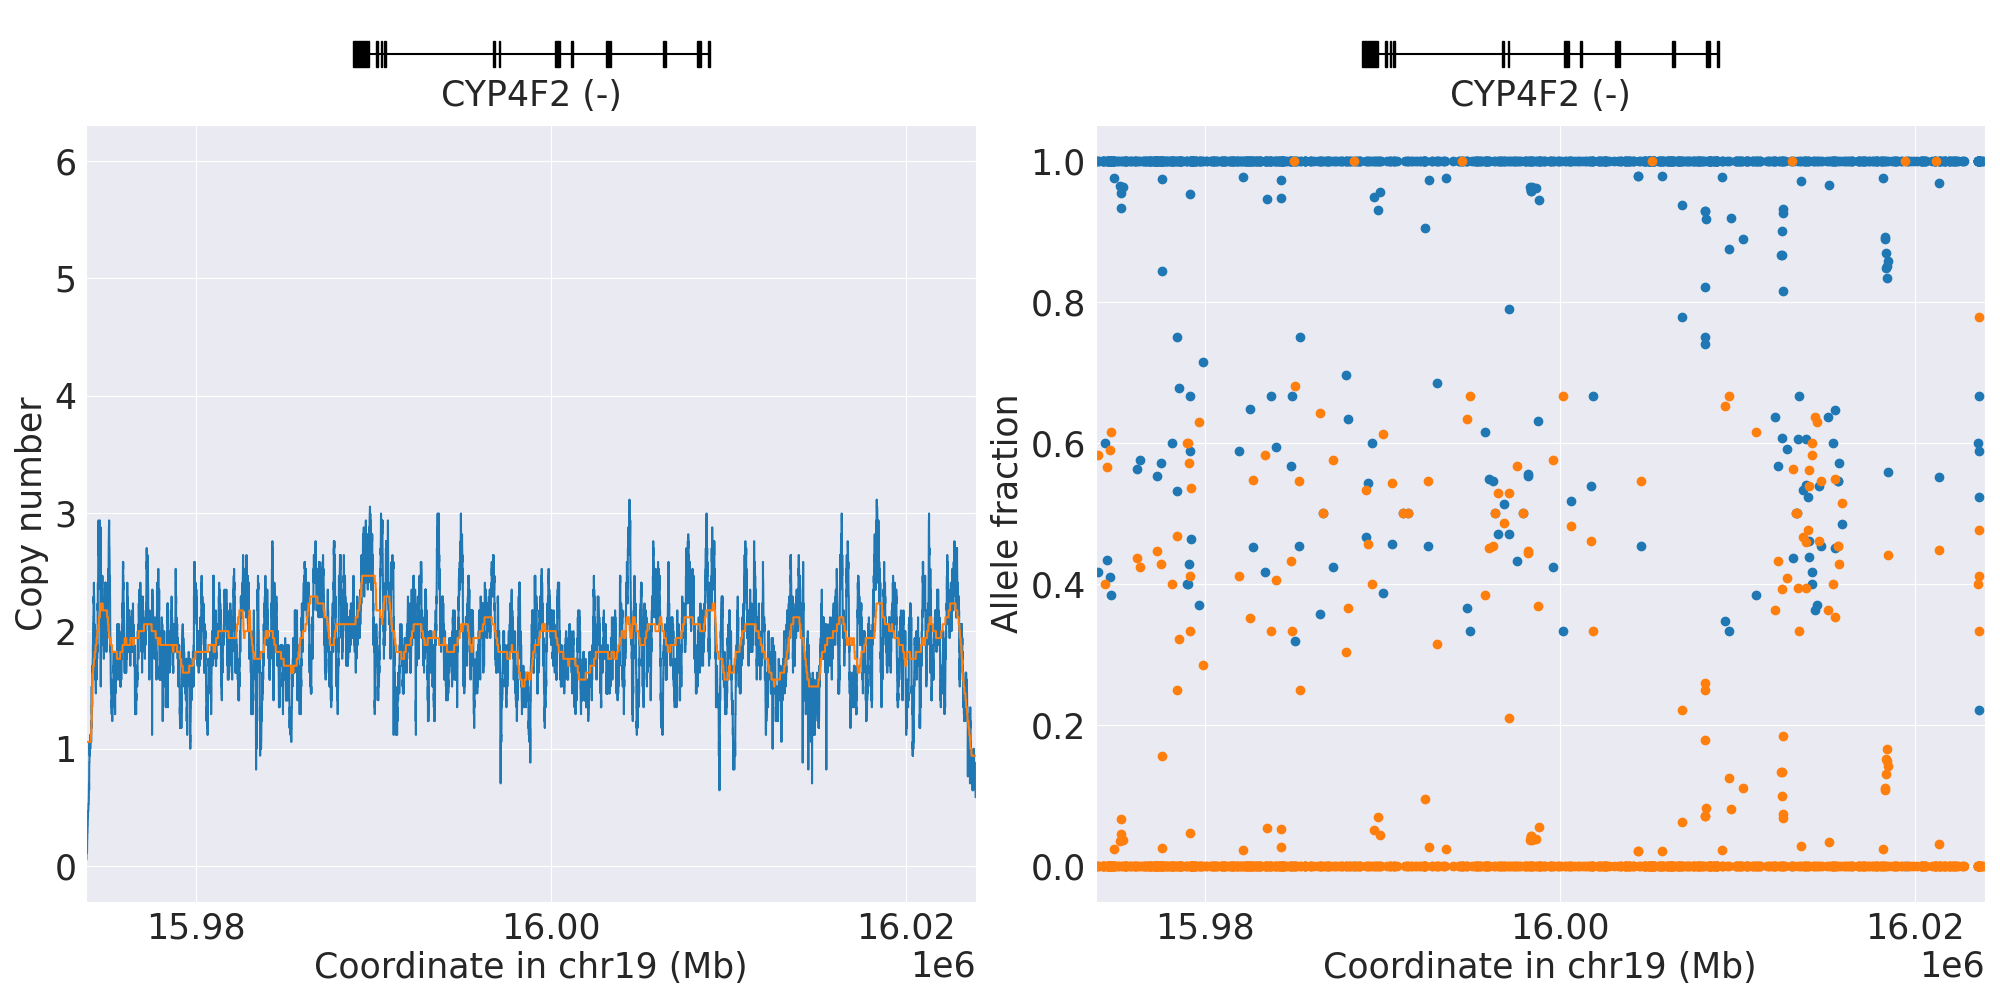 CYP4F2 (-)
6
5
4
3
2
1
0
Copy number
15.98
16.00
16.02
Coordinate in chr19 (Mb)
1e6
CYP4F2 (-)
1.0
0.8
0.6
0.4
0.2
0.0
Allele fraction
15.98
16.00
16.02
Coordinate in chr19 (Mb)
1e6